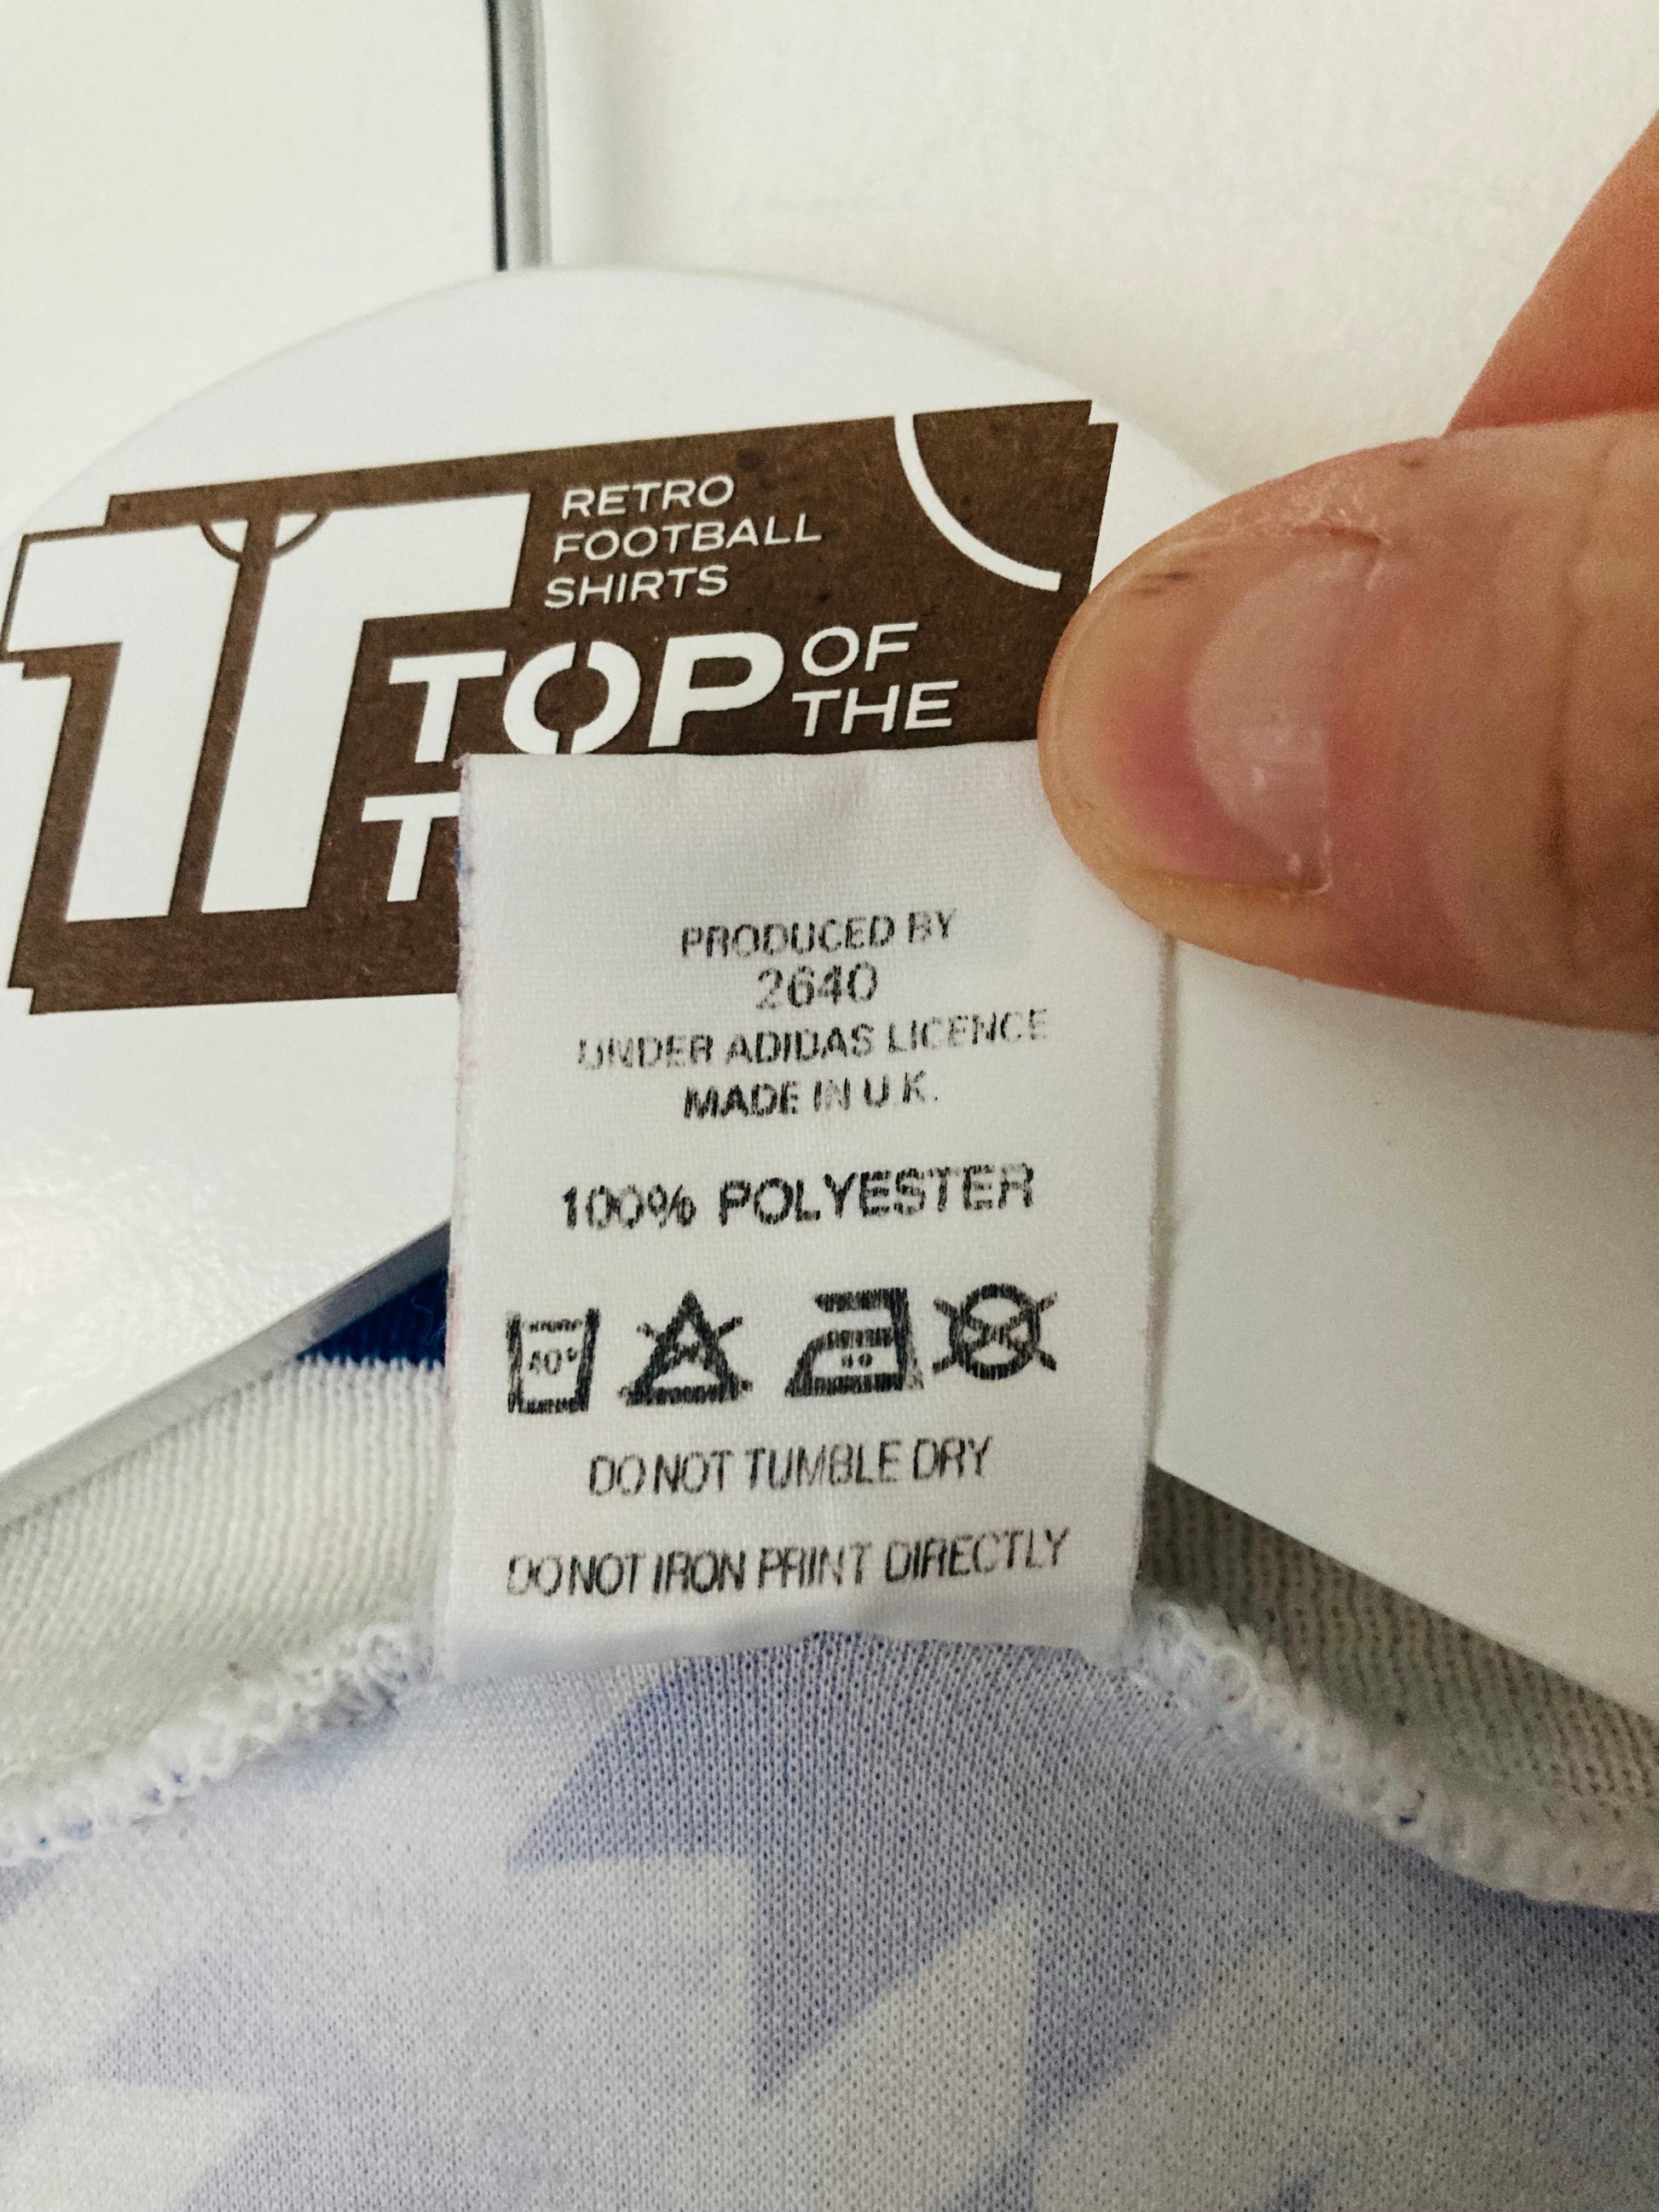 RETRO
FOOTBALL
SHIRTS
TOP OF
THE
T
PRODUCED BY
2640
UNDER ADIDAS LICENCE
MADE IN U.K.
100% POLYESTER
40°
DO NOT TUMBLE DRY
DO NOT IRON PRINT DIRECTLY